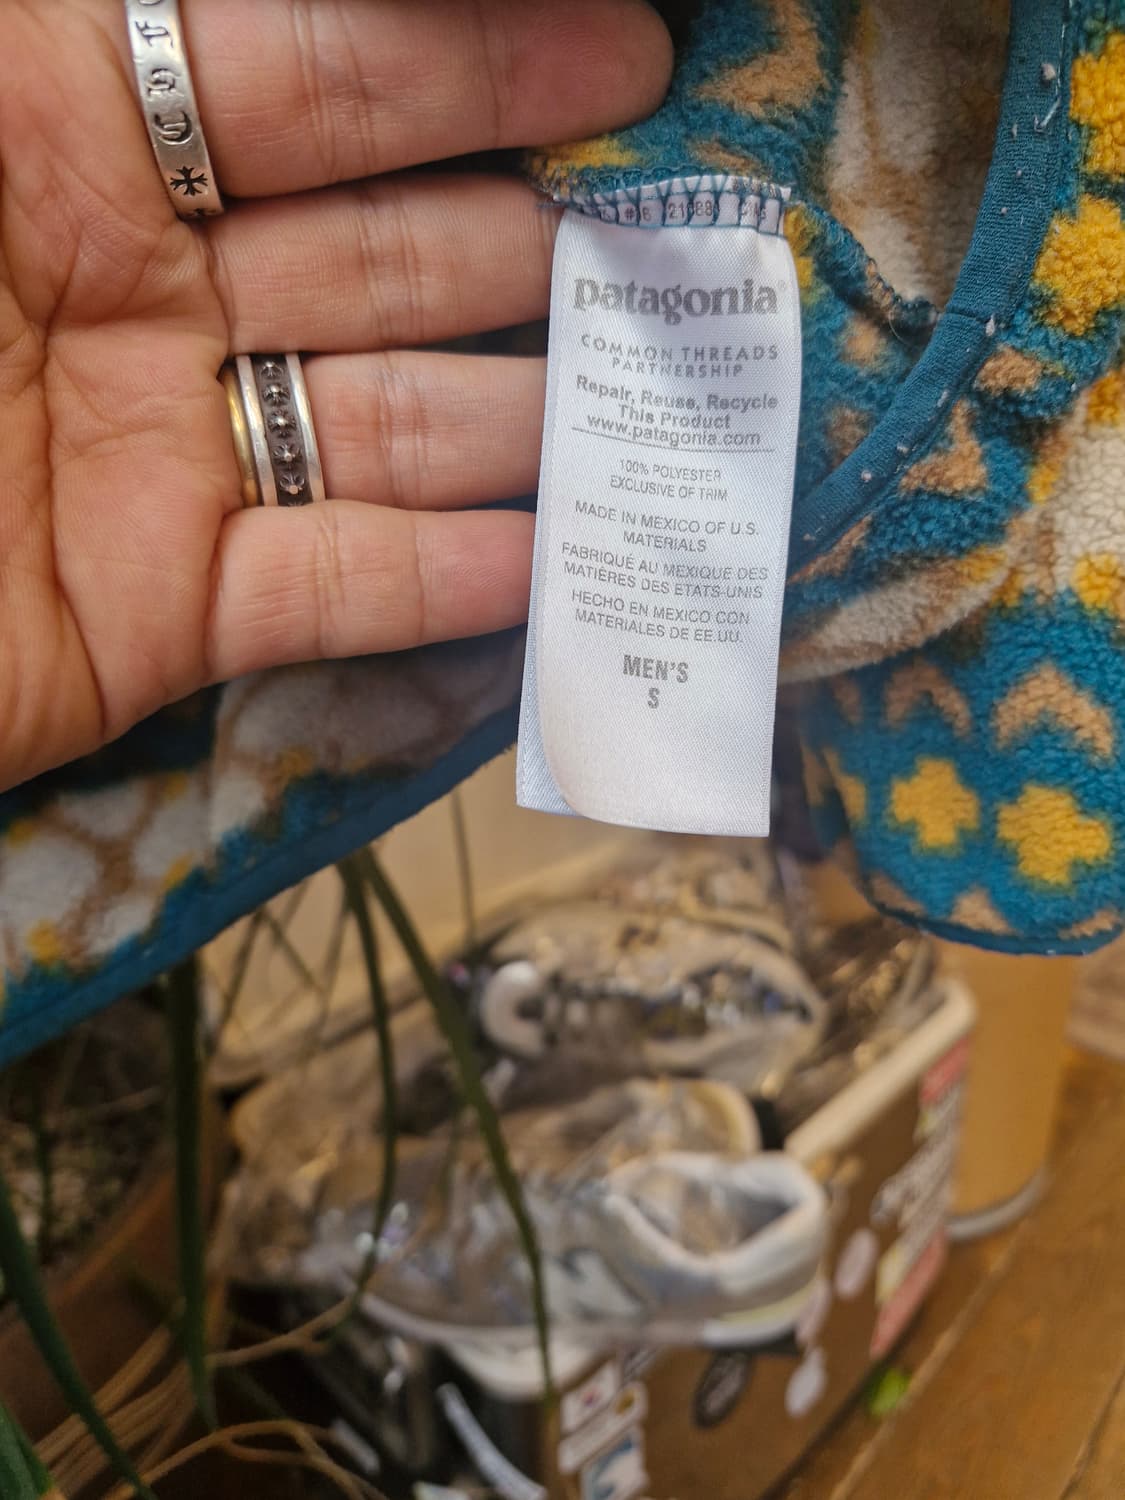 patagonia®
COMMON THREADS
PARTNERSHIP
Repair, Reuse, Recycle
This Product
www.patagonia.com
100% POLYESTER
EXCLUSIVE OF TRIM
MADE IN MEXICO OF U.S.
MATERIALS
FABRIQUÉ AU MEXIQUE DES
MATIÈRES DES ÉTATS-UNIS
HECHO EN MEXICO CON
MATERIALES DE EE.UU.
MEN'S
S